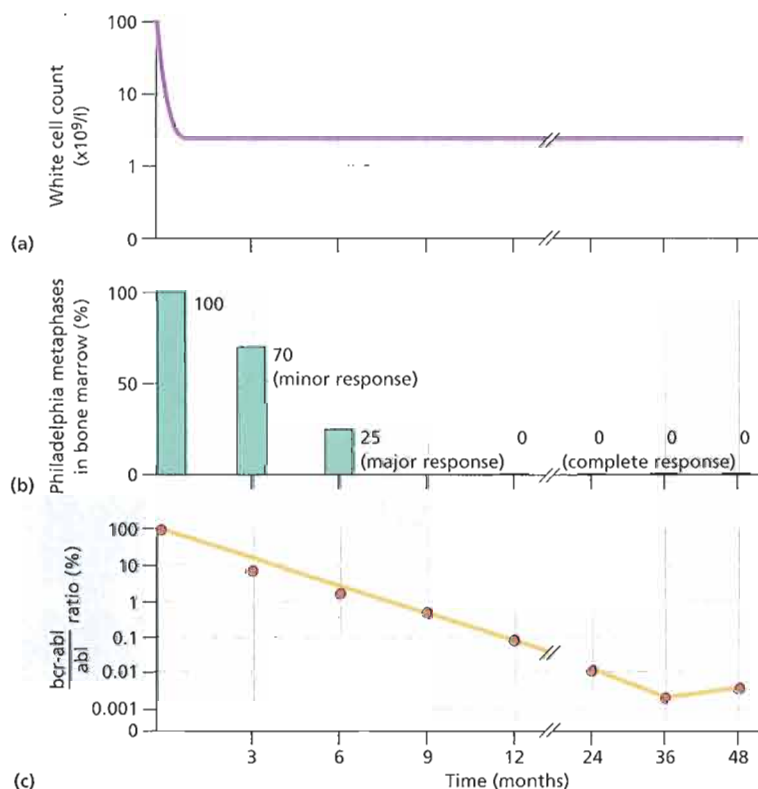 100
10
1
0
White cell count
(x10⁹/l)
(a)
100
50
0
Philadelphia metaphases
in bone marrow (%)
100
70
(minor response)
25
(major response)
0
0
0
0
(complete response)
(b)
100
10
1
0.1
0.01
0.001
0
bcr-abl
abl
ratio (%)
3
6
9
12
24
36
48
Time (months)
(c)